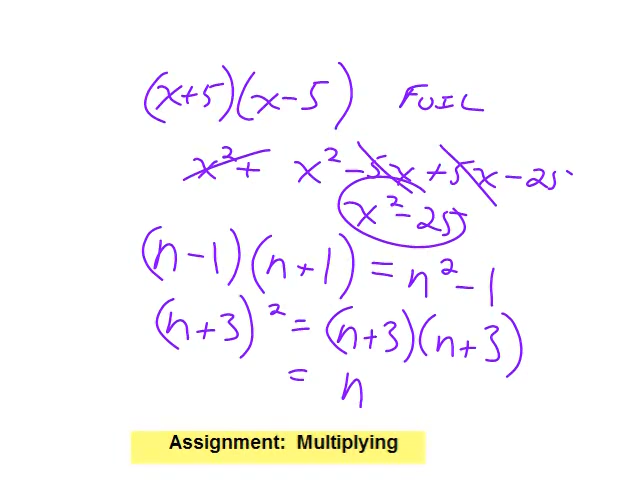 (x+5)(x-5) FOIL
x²+ x²-5x+5x-25
x²-25
(n-1)(n+1)=n²-1
(n+3)²=(n+3)(n+3)
= n
Assignment: Multiplying